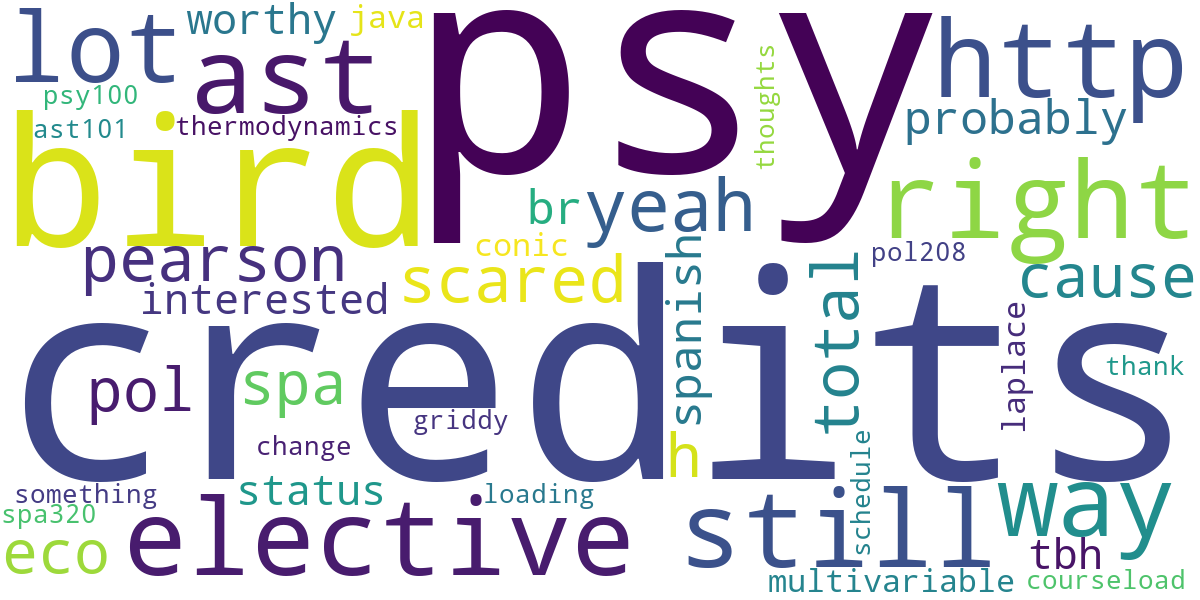 psy
credits
bird
http
lot
ast
worthy
java
psy100
ast101
thermodynamics
thoughts
probably
right
br
yeah
conic
pearson
interested
scared
spanish
pol208
cause
total
laplace
thank
pol
spa
griddy
change
h
schedule
something
status
loading
spa320
eco
elective
still
way
tbh
multivariable
courseload